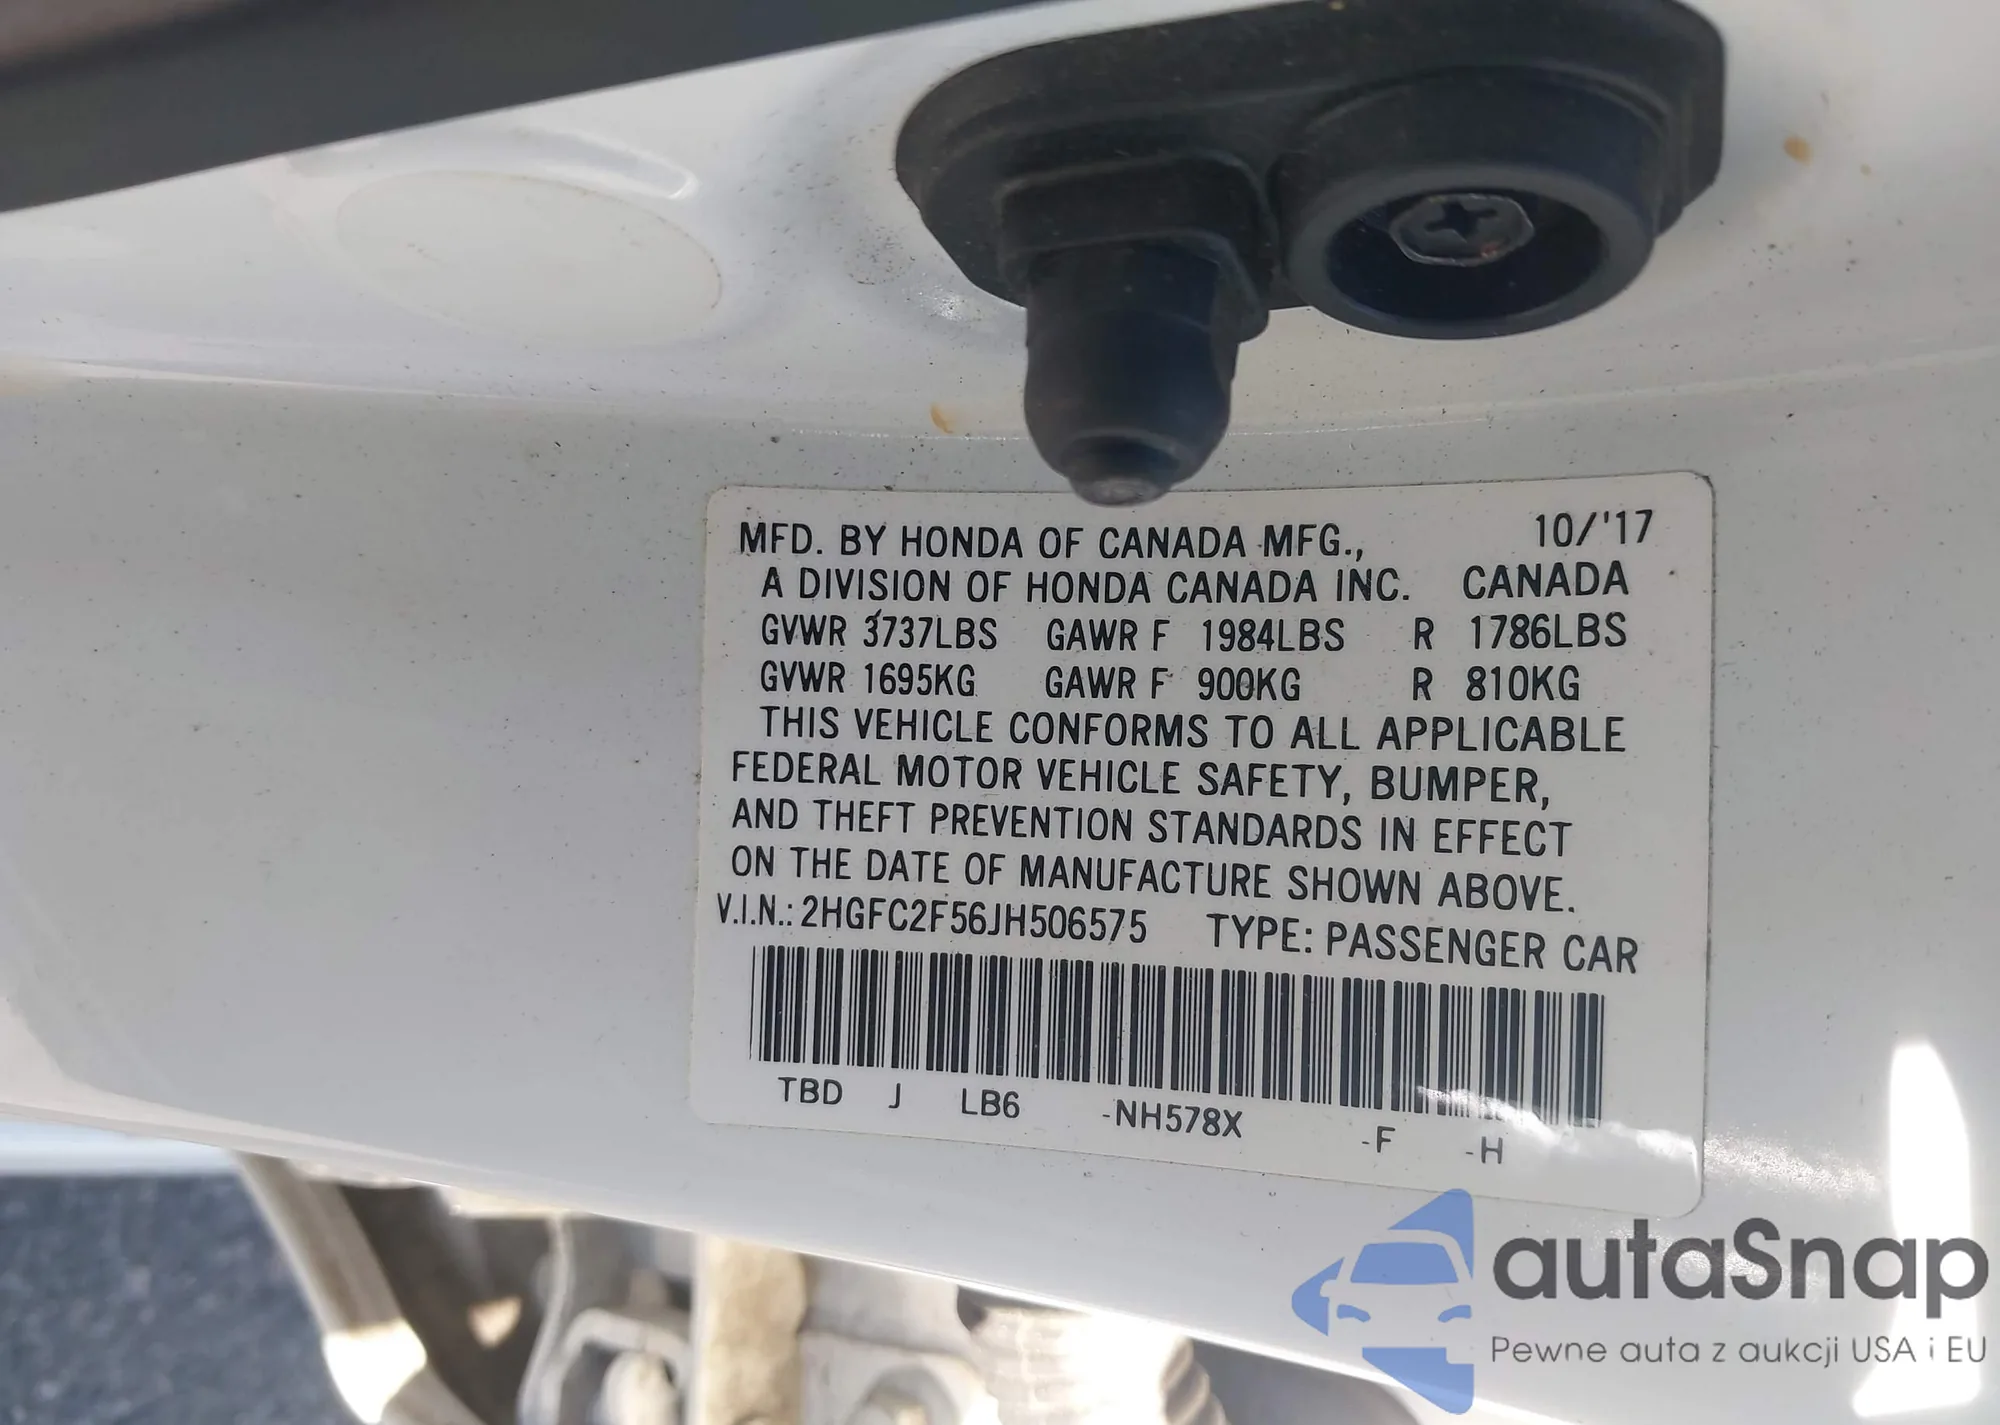 MFD. BY HONDA OF CANADA MFG., 10/'17
A DIVISION OF HONDA CANADA INC. CANADA
GVWR 3737LBS GAWR F 1984LBS R 1786LBS
GVWR 1695KG GAWR F 900KG R 810KG
THIS VEHICLE CONFORMS TO ALL APPLICABLE
FEDERAL MOTOR VEHICLE SAFETY, BUMPER,
AND THEFT PREVENTION STANDARDS IN EFFECT
ON THE DATE OF MANUFACTURE SHOWN ABOVE.
V.I.N.: 2HGFC2F56JH506575 TYPE: PASSENGER CAR
TBD J LB6 -NH578X -F -H
autaSnap
Pewne auta z aukcji USA i EU